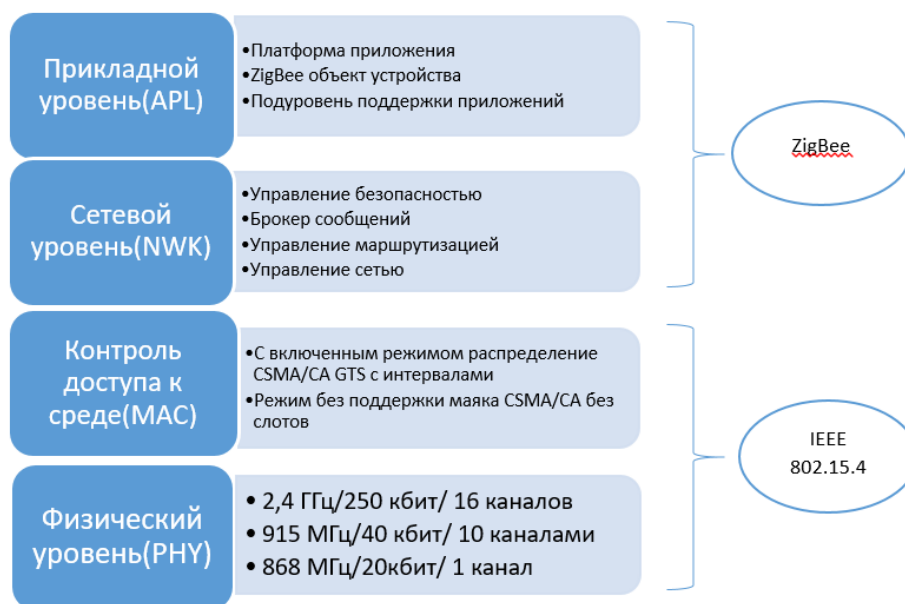 Прикладной
уровень(APL)
•Платформа приложения
•ZigBee объект устройства
•Подуровень поддержки приложений
ZigBee
Сетевой
уровень(NWK)
•Управление безопасностью
•Брокер сообщений
•Управление маршрутизацией
•Управление сетью
Контроль
доступа к
среде(MAC)
•С включенным режимом распределение
CSMA/CA GTS с интервалами
•Режим без поддержки маяка CSMA/CA без
слотов
IEEE
802.15.4
Физический
уровень(PHY)
• 2,4 ГГц/250 кбит/ 16 каналов
• 915 МГц/40 кбит/ 10 каналами
• 868 МГц/20кбит/ 1 канал